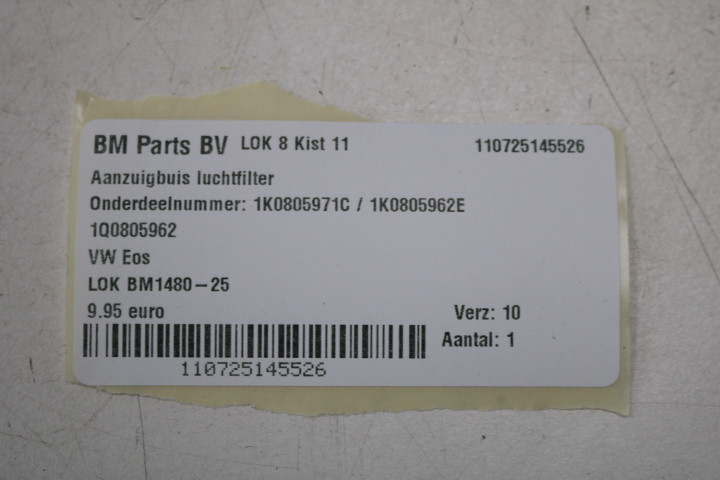 BM Parts BV LOK 8 Kist 11 110725145526
Aanzuigbuis luchtfilter
Onderdeelnummer: 1K0805971C / 1K0805962E
1Q0805962
VW Eos
LOK BM1480-25
9.95 euro Verz: 10
Aantal: 1
110725145526